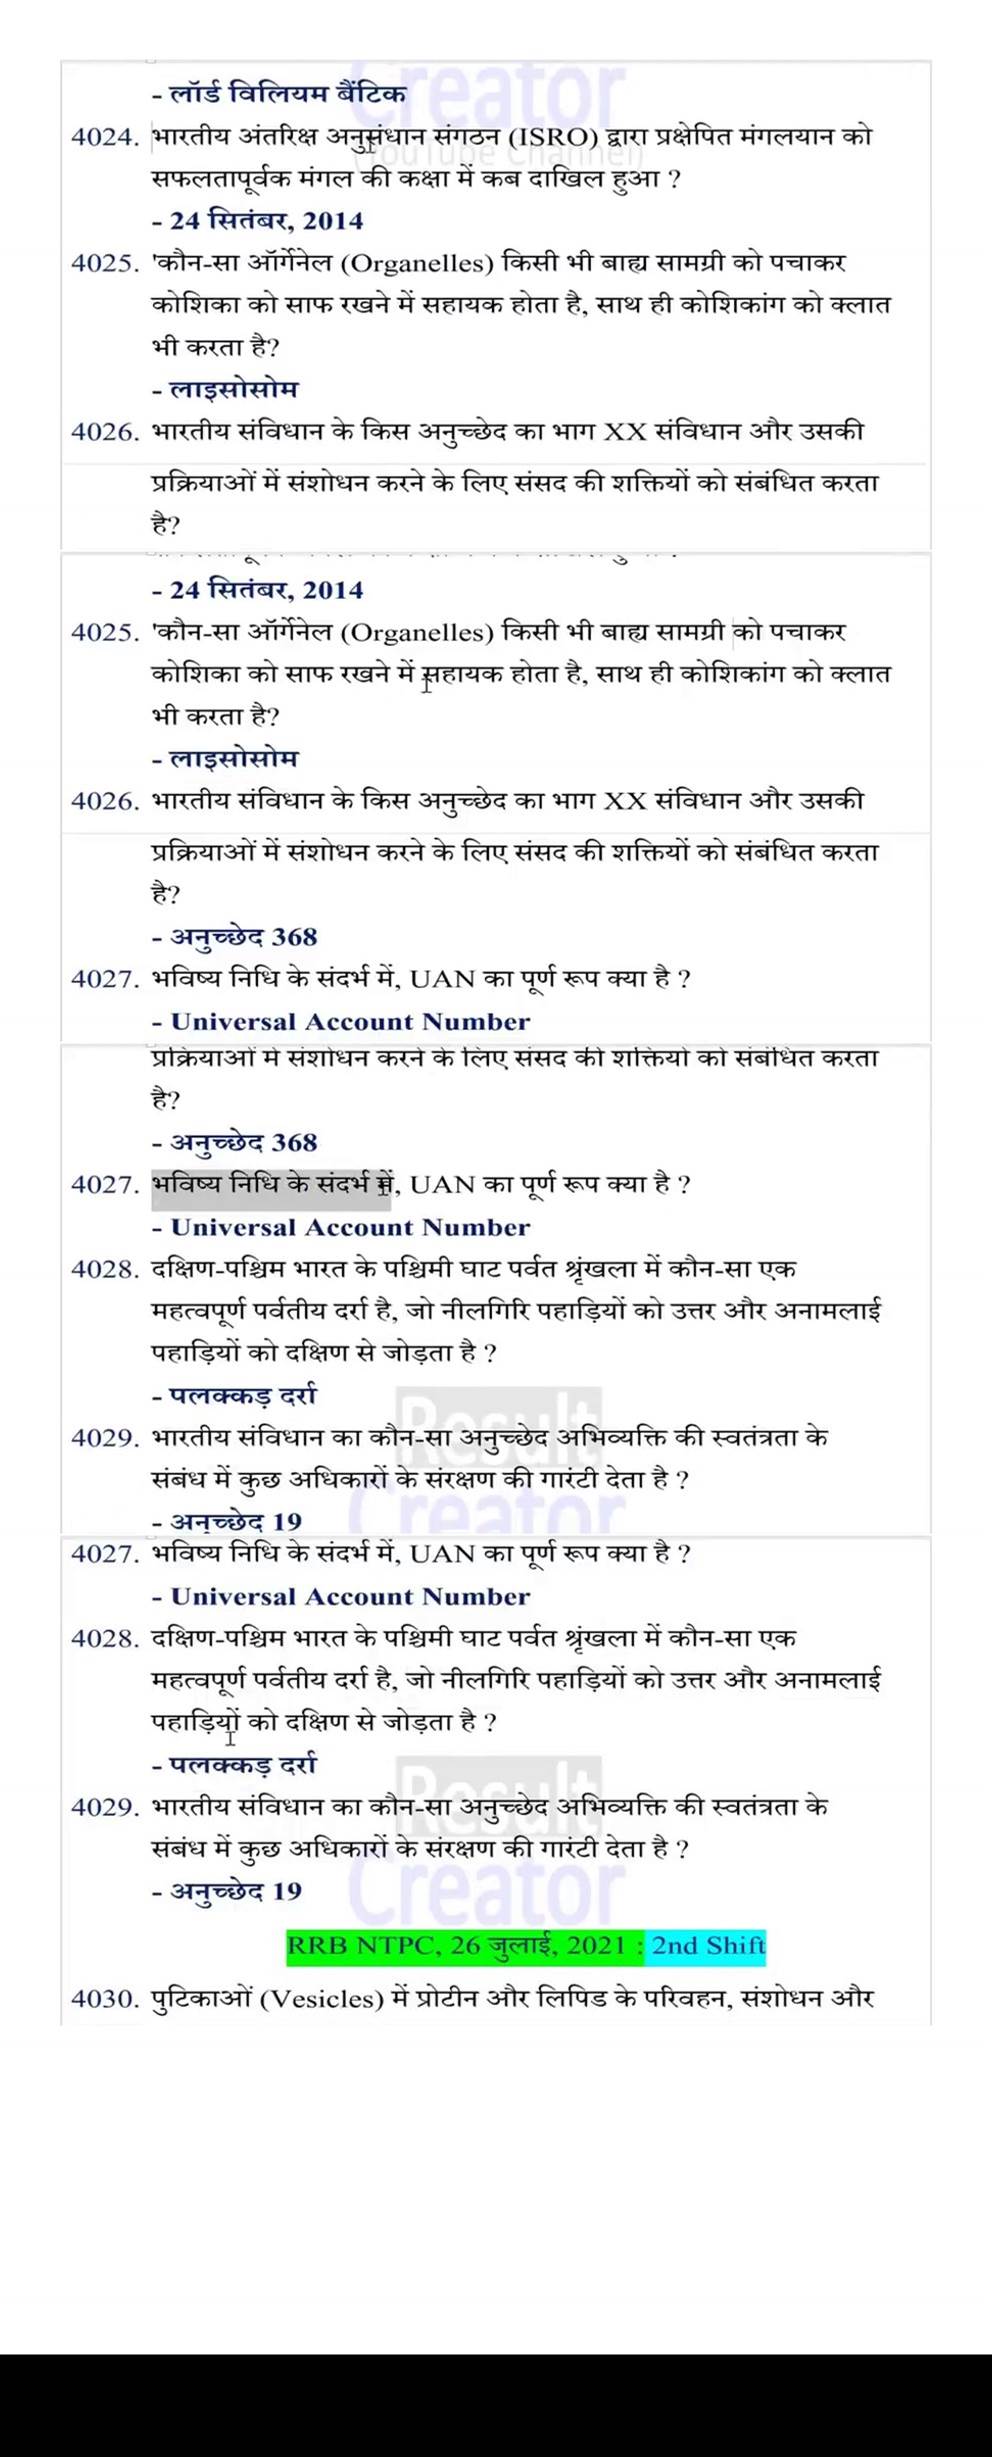 - लॉर्ड विलियम बैंटिक
4024. भारतीय अंतरिक्ष अनुसंधान संगठन (ISRO) द्वारा प्रक्षेपित मंगलयान को
सफलतापूर्वक मंगल की कक्षा में कब दाखिल हुआ ?
- 24 सितंबर, 2014
4025. 'कौन-सा ऑर्गेनेल (Organelles) किसी भी बाह्य सामग्री को पचाकर
कोशिका को साफ रखने में सहायक होता है, साथ ही कोशिकांग को क्लात
भी करता है?
- लाइसोसोम
4026. भारतीय संविधान के किस अनुच्छेद का भाग XX संविधान और उसकी
प्रक्रियाओं में संशोधन करने के लिए संसद की शक्तियों को संबंधित करता
है?
- 24 सितंबर, 2014
4025. 'कौन-सा ऑर्गेनेल (Organelles) किसी भी बाह्य सामग्री को पचाकर
कोशिका को साफ रखने में सहायक होता है, साथ ही कोशिकांग को क्लात
भी करता है?
- लाइसोसोम
4026. भारतीय संविधान के किस अनुच्छेद का भाग XX संविधान और उसकी
प्रक्रियाओं में संशोधन करने के लिए संसद की शक्तियों को संबंधित करता
है?
- अनुच्छेद 368
4027. भविष्य निधि के संदर्भ में, UAN का पूर्ण रूप क्या है ?
- Universal Account Number
प्रक्रियाओं में संशोधन करने के लिए संसद की शक्तियों को संबंधित करता
है?
- अनुच्छेद 368
4027. भविष्य निधि के संदर्भ में, UAN का पूर्ण रूप क्या है ?
- Universal Account Number
4028. दक्षिण-पश्चिम भारत के पश्चिमी घाट पर्वत श्रृंखला में कौन-सा एक
महत्वपूर्ण पर्वतीय दर्रा है, जो नीलगिरि पहाड़ियों को उत्तर और अनामलाई
पहाड़ियों को दक्षिण से जोड़ता है ?
- पलक्कड़ दर्रा
4029. भारतीय संविधान का कौन-सा अनुच्छेद अभिव्यक्ति की स्वतंत्रता के
संबंध में कुछ अधिकारों के संरक्षण की गारंटी देता है ?
- अनुच्छेद 19
4027. भविष्य निधि के संदर्भ में, UAN का पूर्ण रूप क्या है ?
- Universal Account Number
4028. दक्षिण-पश्चिम भारत के पश्चिमी घाट पर्वत श्रृंखला में कौन-सा एक
महत्वपूर्ण पर्वतीय दर्रा है, जो नीलगिरि पहाड़ियों को उत्तर और अनामलाई
पहाड़ियों को दक्षिण से जोड़ता है ?
- पलक्कड़ दर्रा
4029. भारतीय संविधान का कौन-सा अनुच्छेद अभिव्यक्ति की स्वतंत्रता के
संबंध में कुछ अधिकारों के संरक्षण की गारंटी देता है ?
- अनुच्छेद 19
Result
Creator
RRB NTPC, 26 जुलाई, 2021 : 2nd Shift
4030. पुटिकाओं (Vesicles) में प्रोटीन और लिपिड के परिवहन, संशोधन और